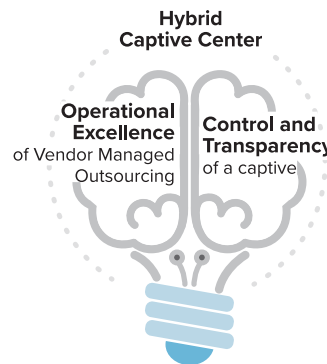 Hybrid
Captive Center
Operational
Excellence
of Vendor Managed
Outsourcing
Control and
Transparency
of a captive